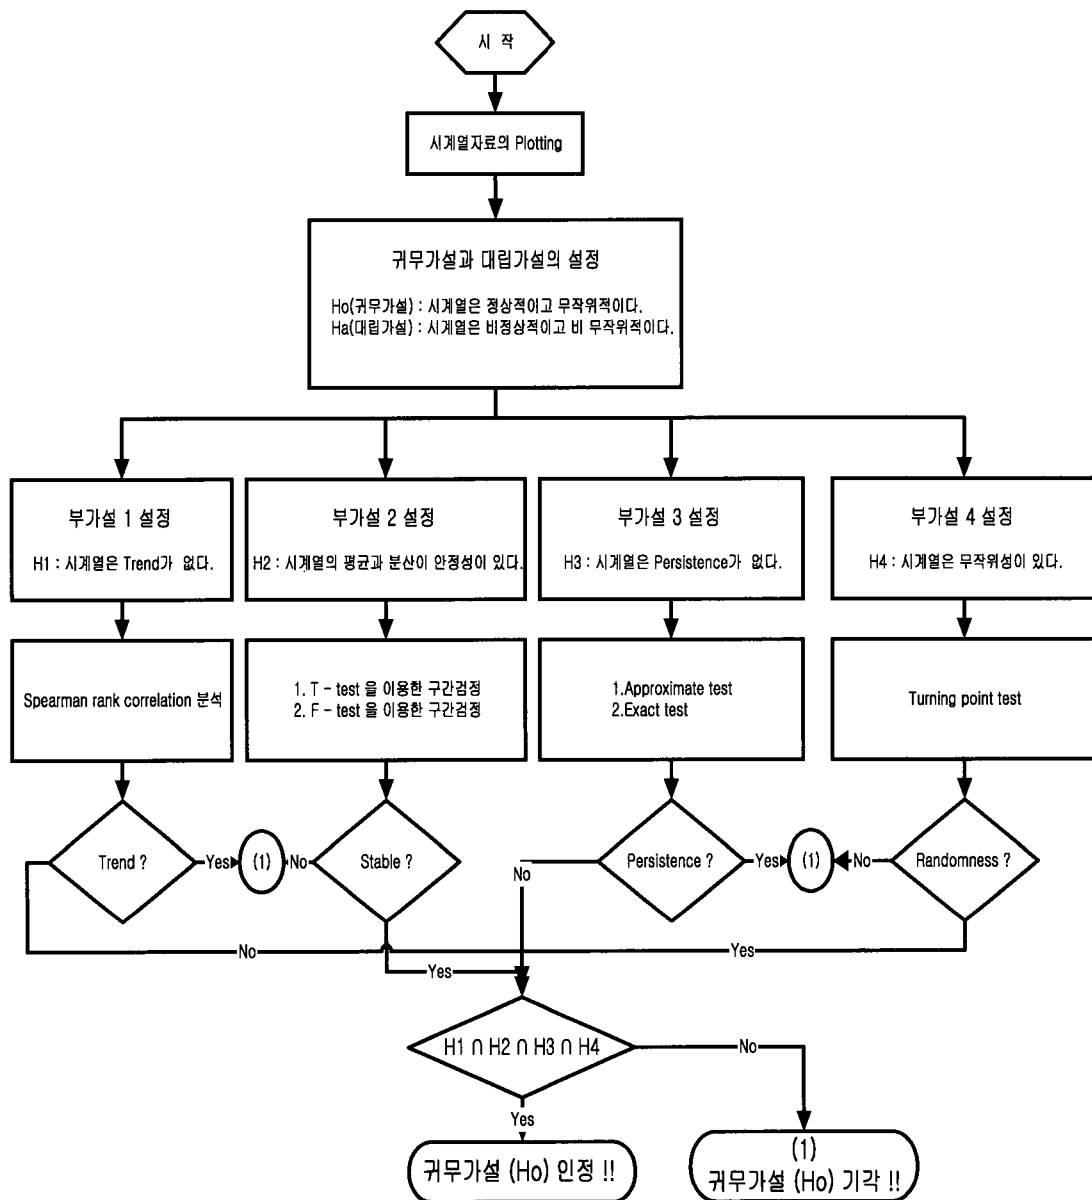 시 작
시계열자료의 Plotting
귀무가설과 대립가설의 설정
Ho(귀무가설) : 시계열은 정상적이고 무작위적이다.
Ha(대립가설) : 시계열은 비정상적이고 비 무작위적이다.
부가설 1 설정
H1 : 시계열은 Trend가 없다.
부가설 2 설정
H2 : 시계열의 평균과 분산이 안정성이 있다.
부가설 3 설정
H3 : 시계열은 Persistence가 없다.
부가설 4 설정
H4 : 시계열은 무작위성이 있다.
Spearman rank correlation 분석
1. T - test 을 이용한 구간검정
2. F - test 을 이용한 구간검정
1.Approximate test
2.Exact test
Turning point test
Trend ?
Yes
(1)
No
Stable ?
No
Persistence ?
Yes
(1)
No
Randomness ?
No
Yes
Yes
H1 ∩ H2 ∩ H3 ∩ H4
No
Yes
귀무가설 (Ho) 인정 !!
(1)
귀무가설 (Ho) 기각 !!